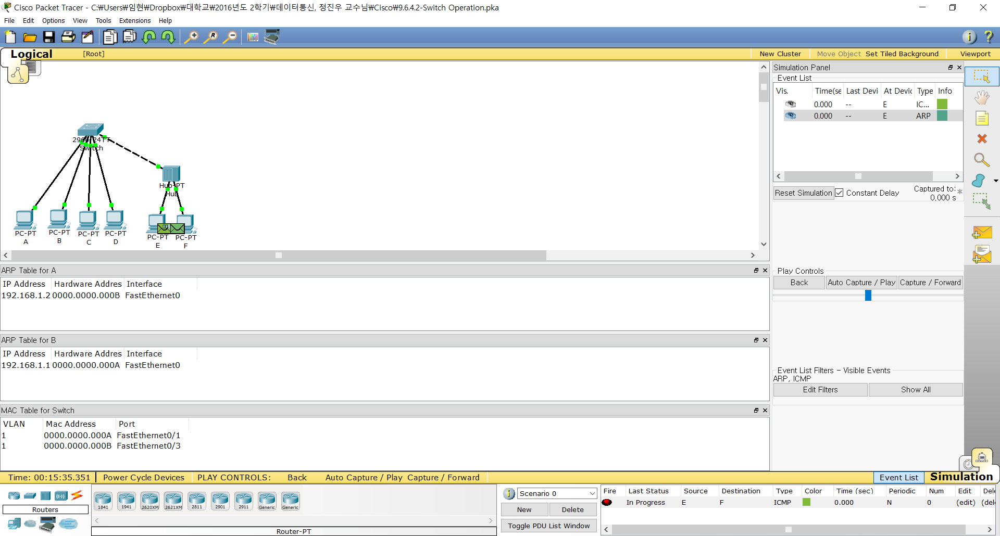 Cisco Packet Tracer - C:₩Users₩임현₩Dropbox₩대학교₩2016년도 2학기₩데이터통신, 정진우 교수님₩Cisco₩9.6.4.2-Switch Operation.pka
File Edit Options View Tools Extensions Help
Logical [Root] New Cluster Move Object Set Tiled Background Viewport
2960-24TT
Switch
Hub-PT
Hub
PC-PT
A
PC-PT
B
PC-PT
C
PC-PT
D
PC-PT
E
PC-PT
F
Simulation Panel
Event List
Vis. Time(se Last Devi At Devic Type Info
0.000 -- E IC...
0.000 -- E ARP
Reset Simulation Constant Delay Captured to:
0.000 s
Play Controls
Back Auto Capture / Play Capture / Forward
Event List Filters - Visible Events
ARP, ICMP
Edit Filters Show All
ARP Table for A
IP Address Hardware Addres Interface
192.168.1.2 0000.0000.000B FastEthernet0
ARP Table for B
IP Address Hardware Addres Interface
192.168.1.1 0000.0000.000A FastEthernet0
MAC Table for Switch
VLAN Mac Address Port
1 0000.0000.000A FastEthernet0/1
1 0000.0000.000B FastEthernet0/3
Time: 00:15:35.351 Power Cycle Devices PLAY CONTROLS: Back Auto Capture / Play Capture / Forward Event List Simulation
Routers
1841 1941 2620XM 2621XM 2811 2901 2911 Generic Generic
Router-PT
Scenario 0
New Delete
Toggle PDU List Window
Fire Last Status Source Destination Type Color Time (sec) Periodic Num Edit Dele
In Progress E F ICMP 0.000 N 0 (edit) (del